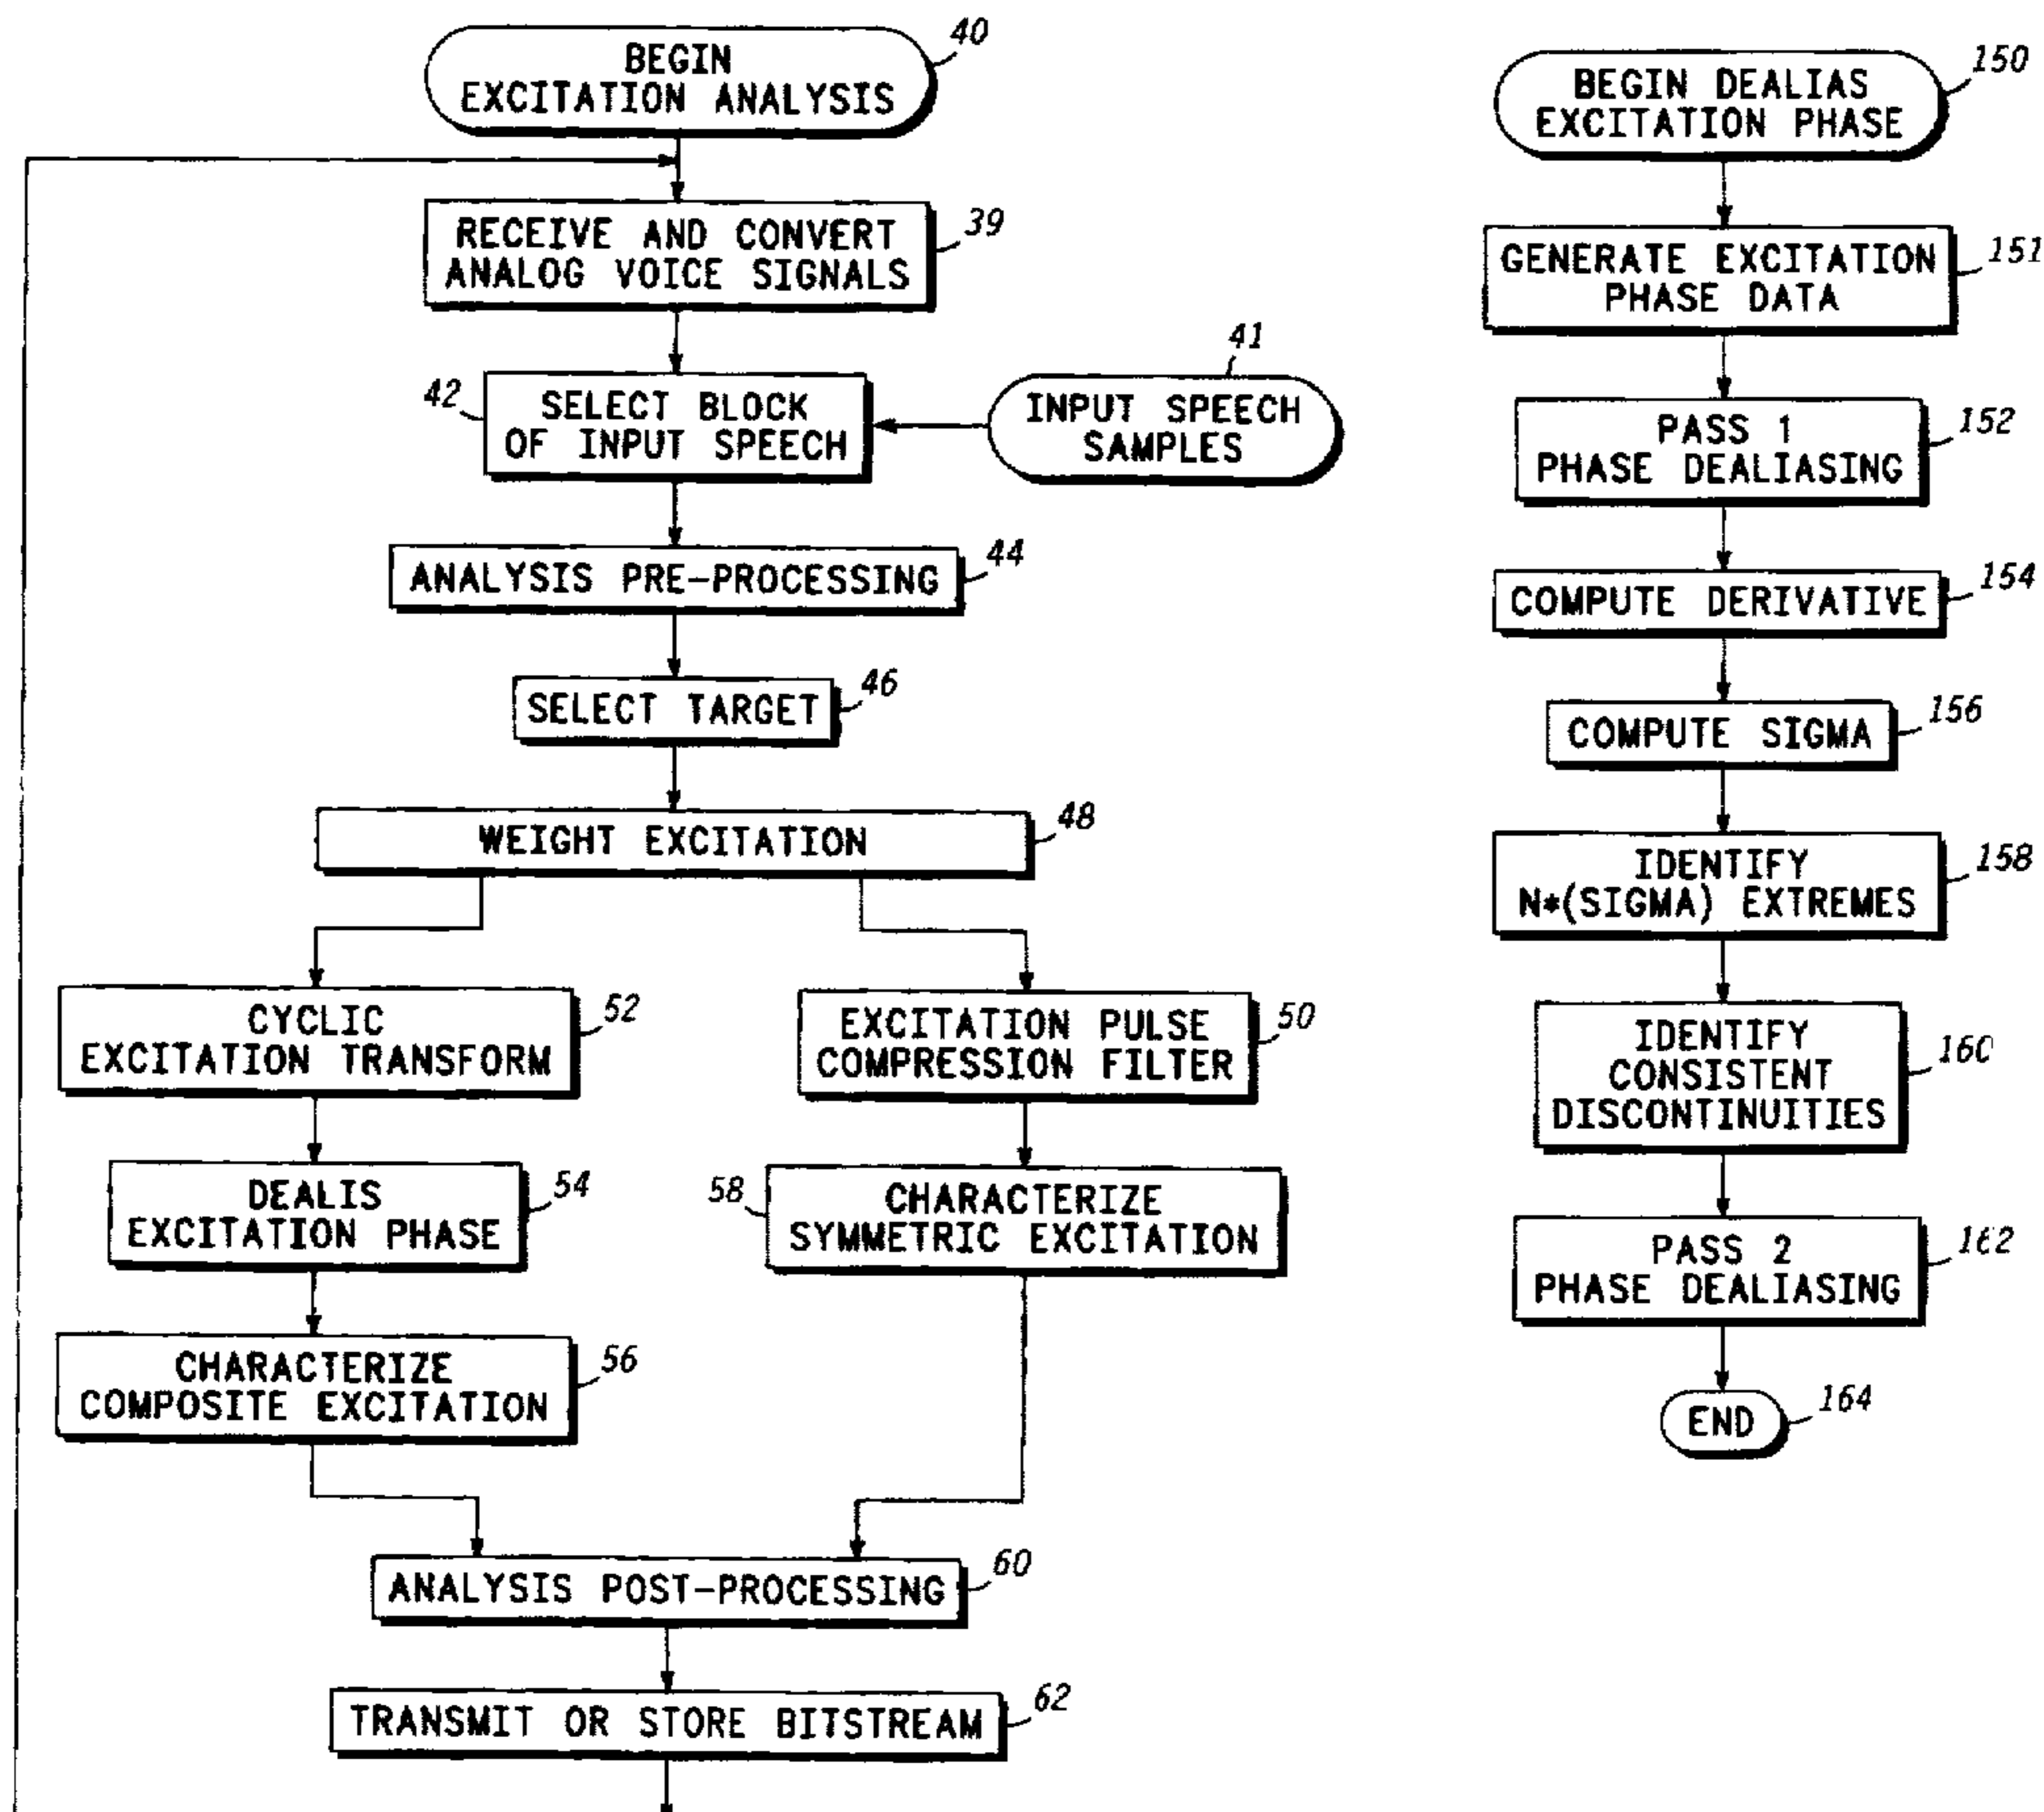 BEGIN
EXCITATION ANALYSIS
40
RECEIVE AND CONVERT
ANALOG VOICE SIGNALS
39
SELECT BLOCK
OF INPUT SPEECH
42
INPUT SPEECH
SAMPLES
41
ANALYSIS PRE-PROCESSING
44
SELECT TARGET
46
WEIGHT EXCITATION
48
CYCLIC
EXCITATION TRANSFORM
52
EXCITATION PULSE
COMPRESSION FILTER
50
DEALIS
EXCITATION PHASE
54
CHARACTERIZE
SYMMETRIC EXCITATION
58
CHARACTERIZE
COMPOSITE EXCITATION
56
ANALYSIS POST-PROCESSING
60
TRANSMIT OR STORE BITSTREAM
62
BEGIN DEALIAS
EXCITATION PHASE
150
GENERATE EXCITATION
PHASE DATA
151
PASS 1
PHASE DEALIASING
152
COMPUTE DERIVATIVE
154
COMPUTE SIGMA
156
IDENTIFY
N*(SIGMA) EXTREMES
158
IDENTIFY
CONSISTENT
DISCONTINUITIES
160
PASS 2
PHASE DEALIASING
162
END
164